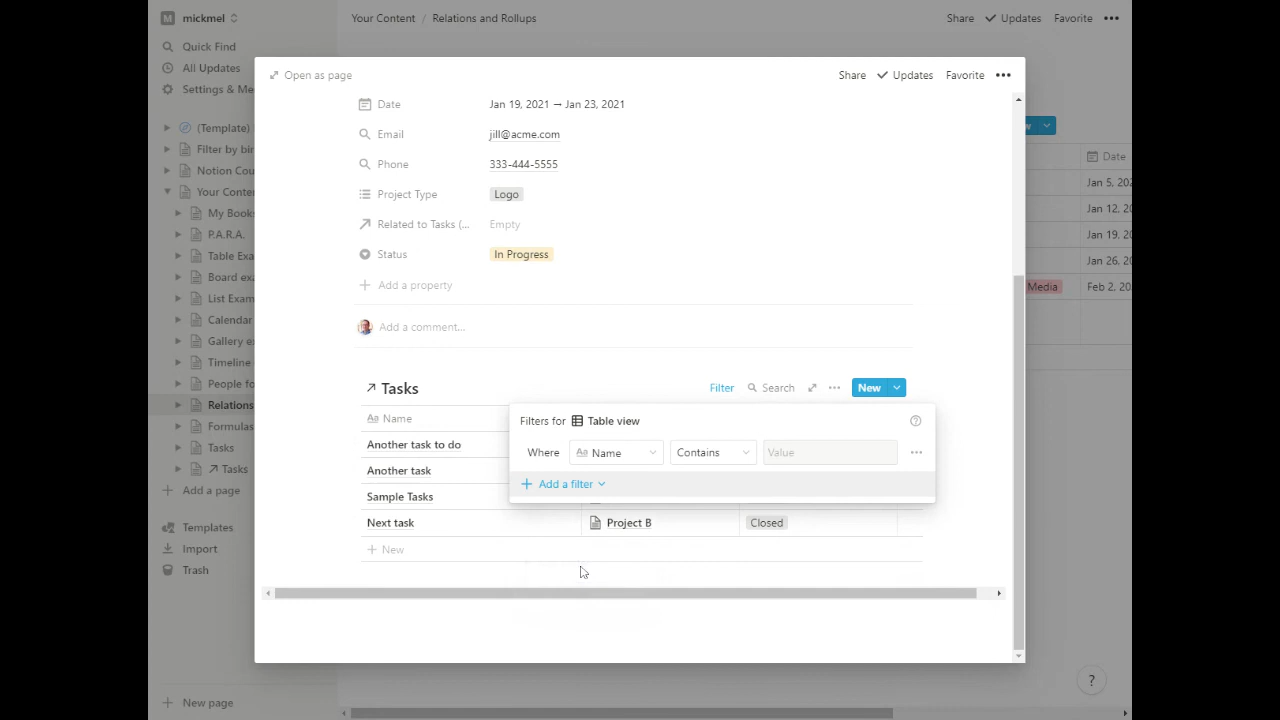 M mickmel
Your Content / Relations and Rollups
Share Updates Favorite •••
Quick Find
All Updates
Settings & Me
(Template)
Filter by bir
Notion Cou
Your Conten
My Books
P.A.R.A.
Table Exa
Board exa
List Exam
Calendar
Gallery e
Timeline
People fo
Relations
Formulas
Tasks
Tasks
Add a page
Templates
Import
Trash
New page
Open as page
Share Updates Favorite •••
Date Jan 19, 2021 → Jan 23, 2021
Email jill@acme.com
Phone 333-444-5555
Project Type Logo
Related to Tasks (...
Empty
Status In Progress
Add a property
Add a comment...
Tasks
Filter Search ••• New
Aa Name
Another task to do
Another task
Sample Tasks
Next task Project B Closed
+ New
Filters for Table view
Where Aa Name Contains Value •••
+ Add a filter
w
Date
Jan 5, 202
Jan 12, 20
Jan 19, 20
Jan 26, 20
Media Feb 2, 20
?